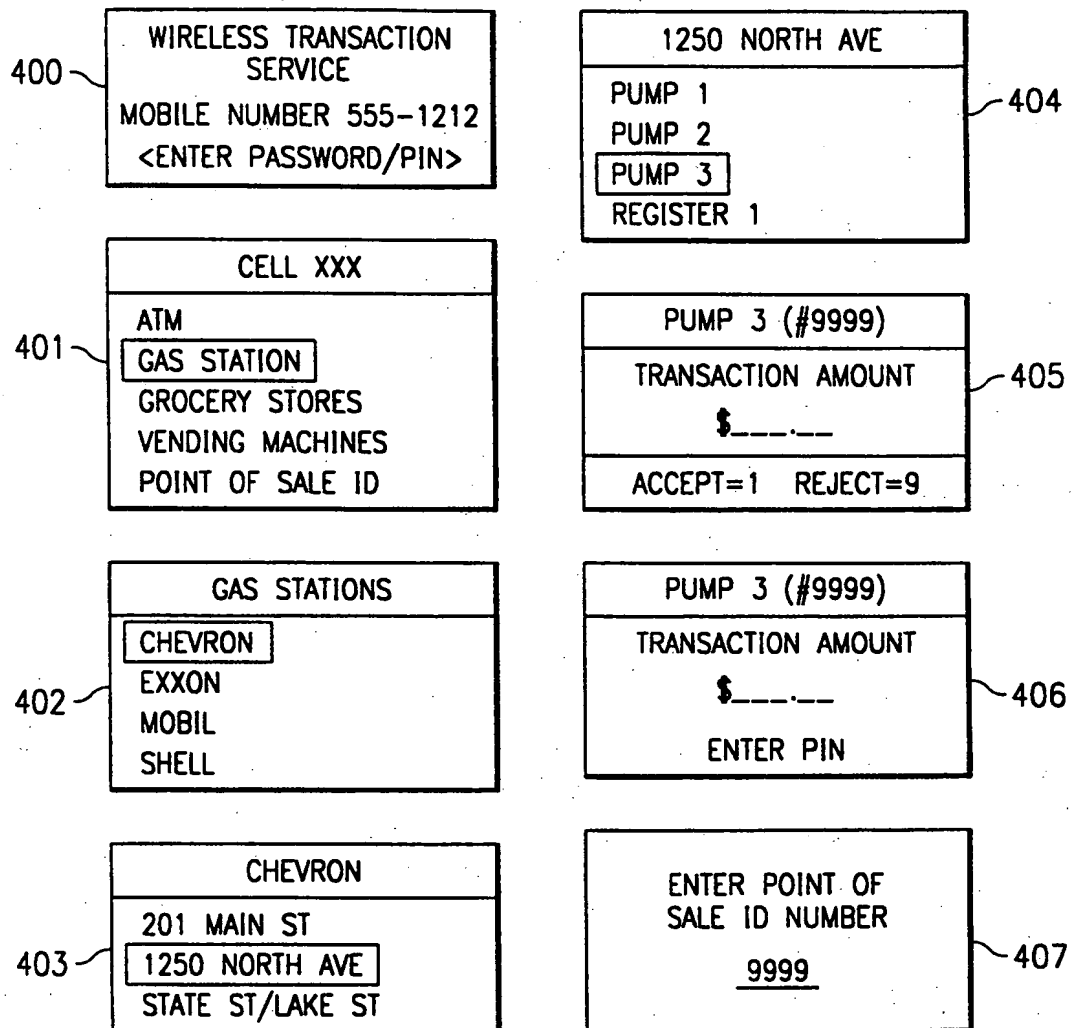 400
WIRELESS TRANSACTION
SERVICE
MOBILE NUMBER 555-1212
<ENTER PASSWORD/PIN>
401
CELL XXX
ATM
GAS STATION
GROCERY STORES
VENDING MACHINES
POINT OF SALE ID
402
GAS STATIONS
CHEVRON
EXXON
MOBIL
SHELL
403
CHEVRON
201 MAIN ST
1250 NORTH AVE
STATE ST/LAKE ST
1250 NORTH AVE
404
PUMP 1
PUMP 2
PUMP 3
REGISTER 1
PUMP 3 (#9999)
405
TRANSACTION AMOUNT
$___.__
ACCEPT=1 REJECT=9
PUMP 3 (#9999)
TRANSACTION AMOUNT
406
$___.__
ENTER PIN
ENTER POINT OF
SALE ID NUMBER
407
9999